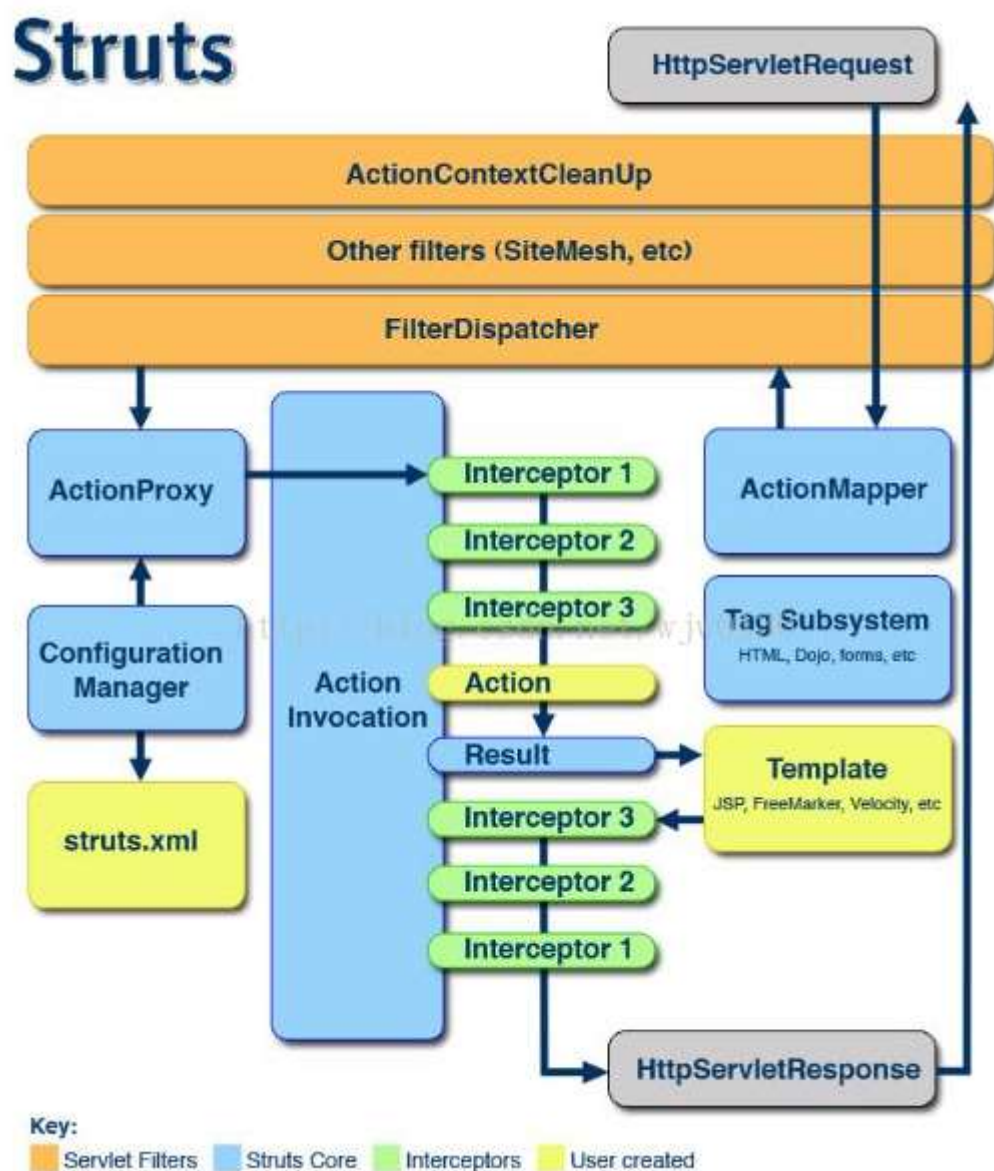 Struts
HttpServletRequest
ActionContextCleanUp
Other filters (SiteMesh, etc)
FilterDispatcher
ActionProxy
Interceptor 1
ActionMapper
Interceptor 2
Interceptor 3
Tag Subsystem
HTML, Dojo, forms, etc
Configuration
Manager
Action
Invocation
Action
Result
Template
JSP, FreeMarker, Velocity, etc
struts.xml
Interceptor 3
Interceptor 2
Interceptor 1
HttpServletResponse
Key:
Servlet Filters
Struts Core
Interceptors
User created